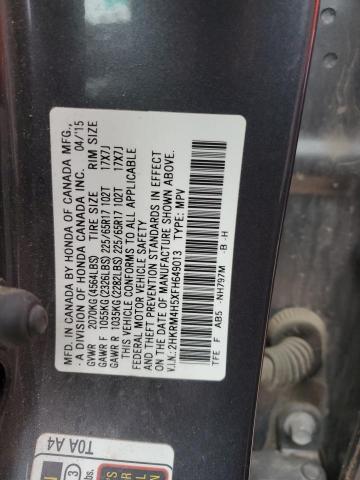 MFD. IN CANADA BY HONDA OF CANADA MFG.,
- A DIVISION OF HONDA CANADA INC. 04/15
GVWR 2070KG(4564LBS) TIRE SIZE RIM SIZE
GAWR F 1055KG(2326LBS) 225/65R17 102T 17X7J
GAWR R 1035KG(2282LBS) 225/65R17 102T 17X7J
THIS VEHICLE CONFORMS TO ALL APPLICABLE
FEDERAL MOTOR VEHICLE SAFETY
AND THEFT PREVENTION STANDARDS IN EFFECT
ON THE DATE OF MANUFACTURE SHOWN ABOVE.
V.I.N.: 2HKRM4H5XFH649013 TYPE: MPV
TFE F AB5 -NH797M -B-H
T0A A4